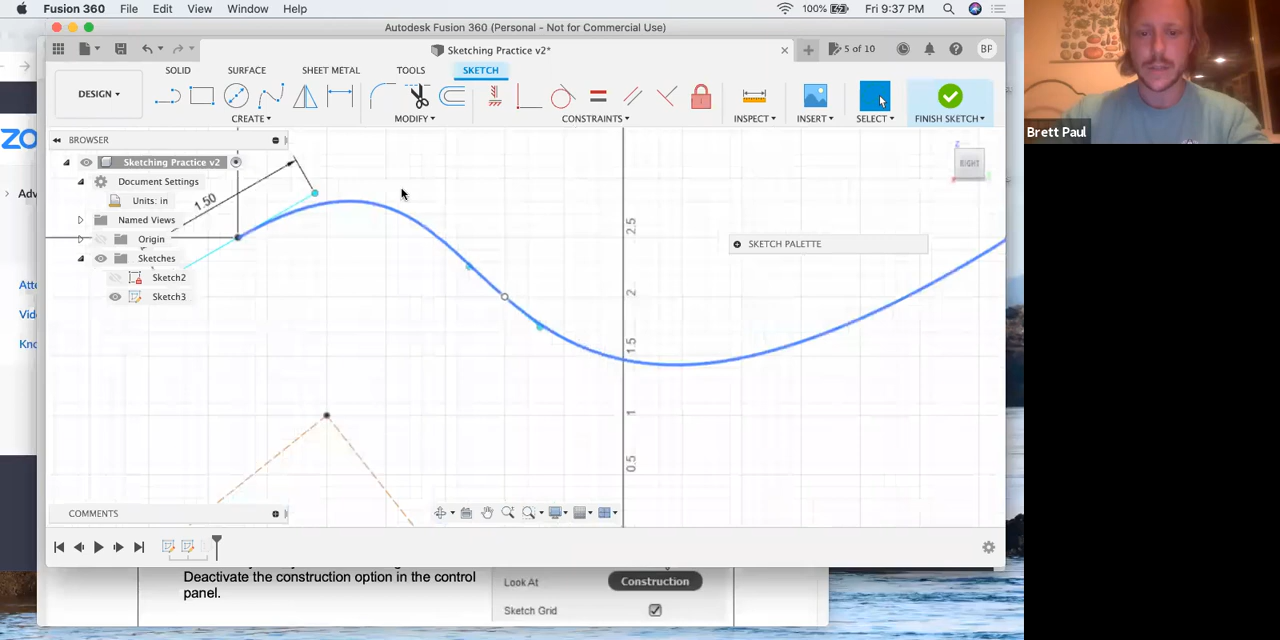 Fusion 360 File Edit View Window Help 100% Fri 9:37 PM
Autodesk Fusion 360 (Personal - Not for Commercial Use)
Sketching Practice v2* 5 of 10 BF
SOLID SURFACE SHEET METAL TOOLS SKETCH
DESIGN
CREATE MODIFY CONSTRAINTS INSPECT INSERT SELECT FINISH SKETCH
Brett Paul
BROWSER
Sketching Practice v2
Document Settings
Units: in
Named Views
Origin
Sketches
Sketch2
Sketch3
1.50
RIGHT
Z
SKETCH PALETTE
2.5
2
1.5
1
0.5
COMMENTS
Deactivate the construction option in the control
panel.
Look At Construction
Sketch Grid